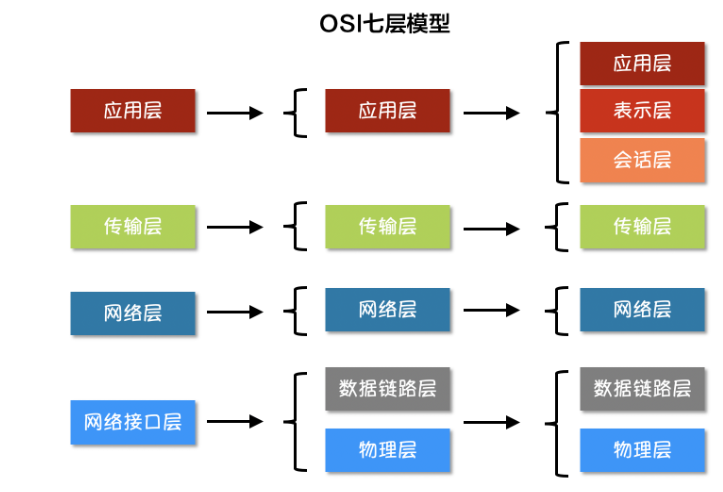 OSI七层模型
应用层
应用层
应用层
表示层
会话层
传输层
传输层
传输层
网络层
网络层
网络层
网络接口层
数据链路层
物理层
数据链路层
物理层